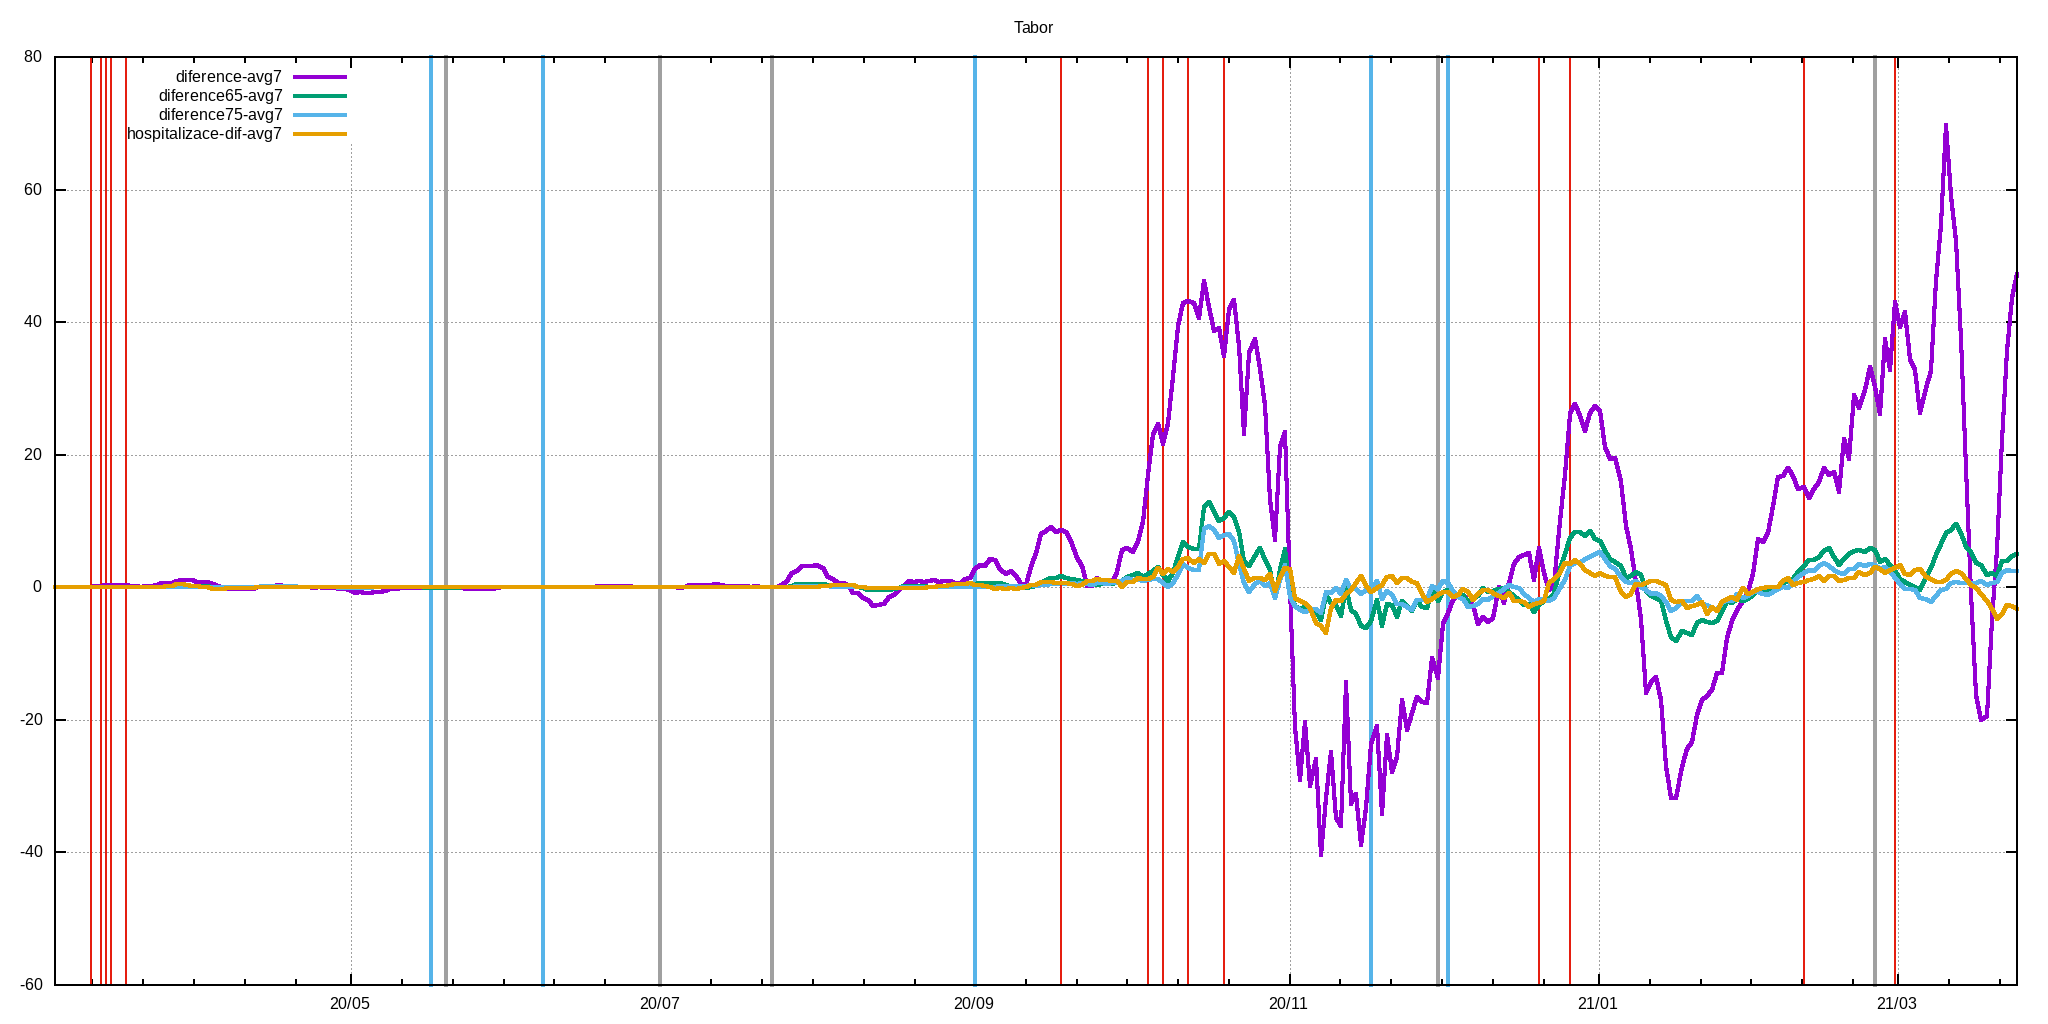 Tabor
80
60
40
20
0
-20
-40
-60
diference-avg7
diference65-avg7
diference75-avg7
hospitalizace-dif-avg7
20/05
20/07
20/09
20/11
21/01
21/03